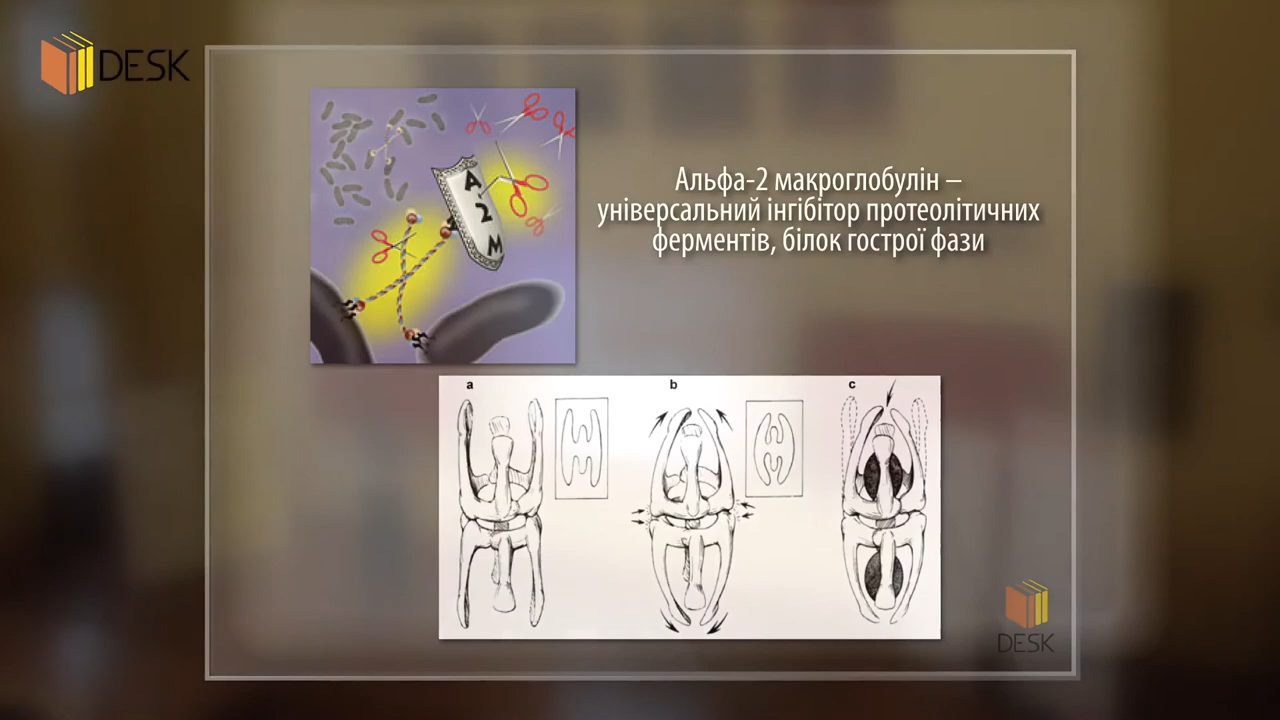 DESK
A
2
M
Альфа-2 макроглобулін –
універсальний інгібітор протеолітичних
ферментів, білок гострої фази
a
b
c
DESK